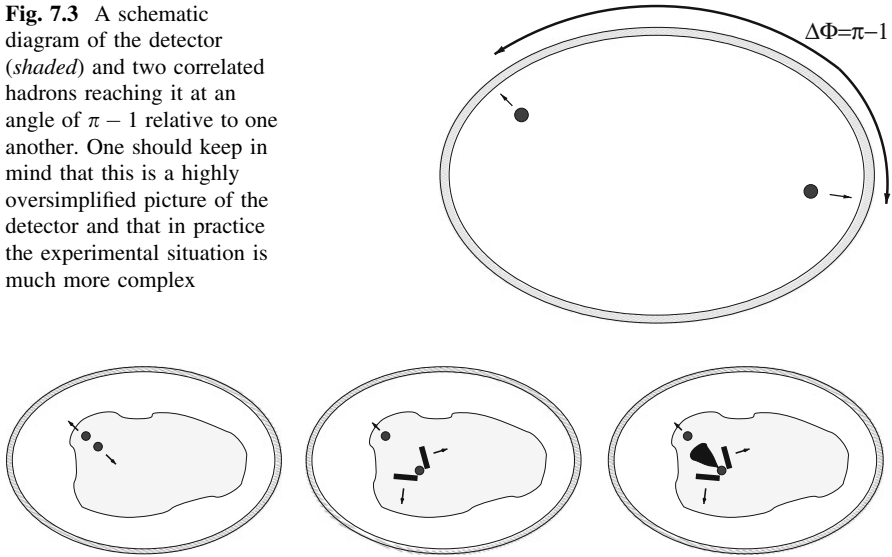 Fig. 7.3 A schematic
diagram of the detector
(shaded) and two correlated
hadrons reaching it at an
angle of π − 1 relative to one
another. One should keep in
mind that this is a highly
oversimplified picture of the
detector and that in practice
the experimental situation is
much more complex
ΔΦ=π−1